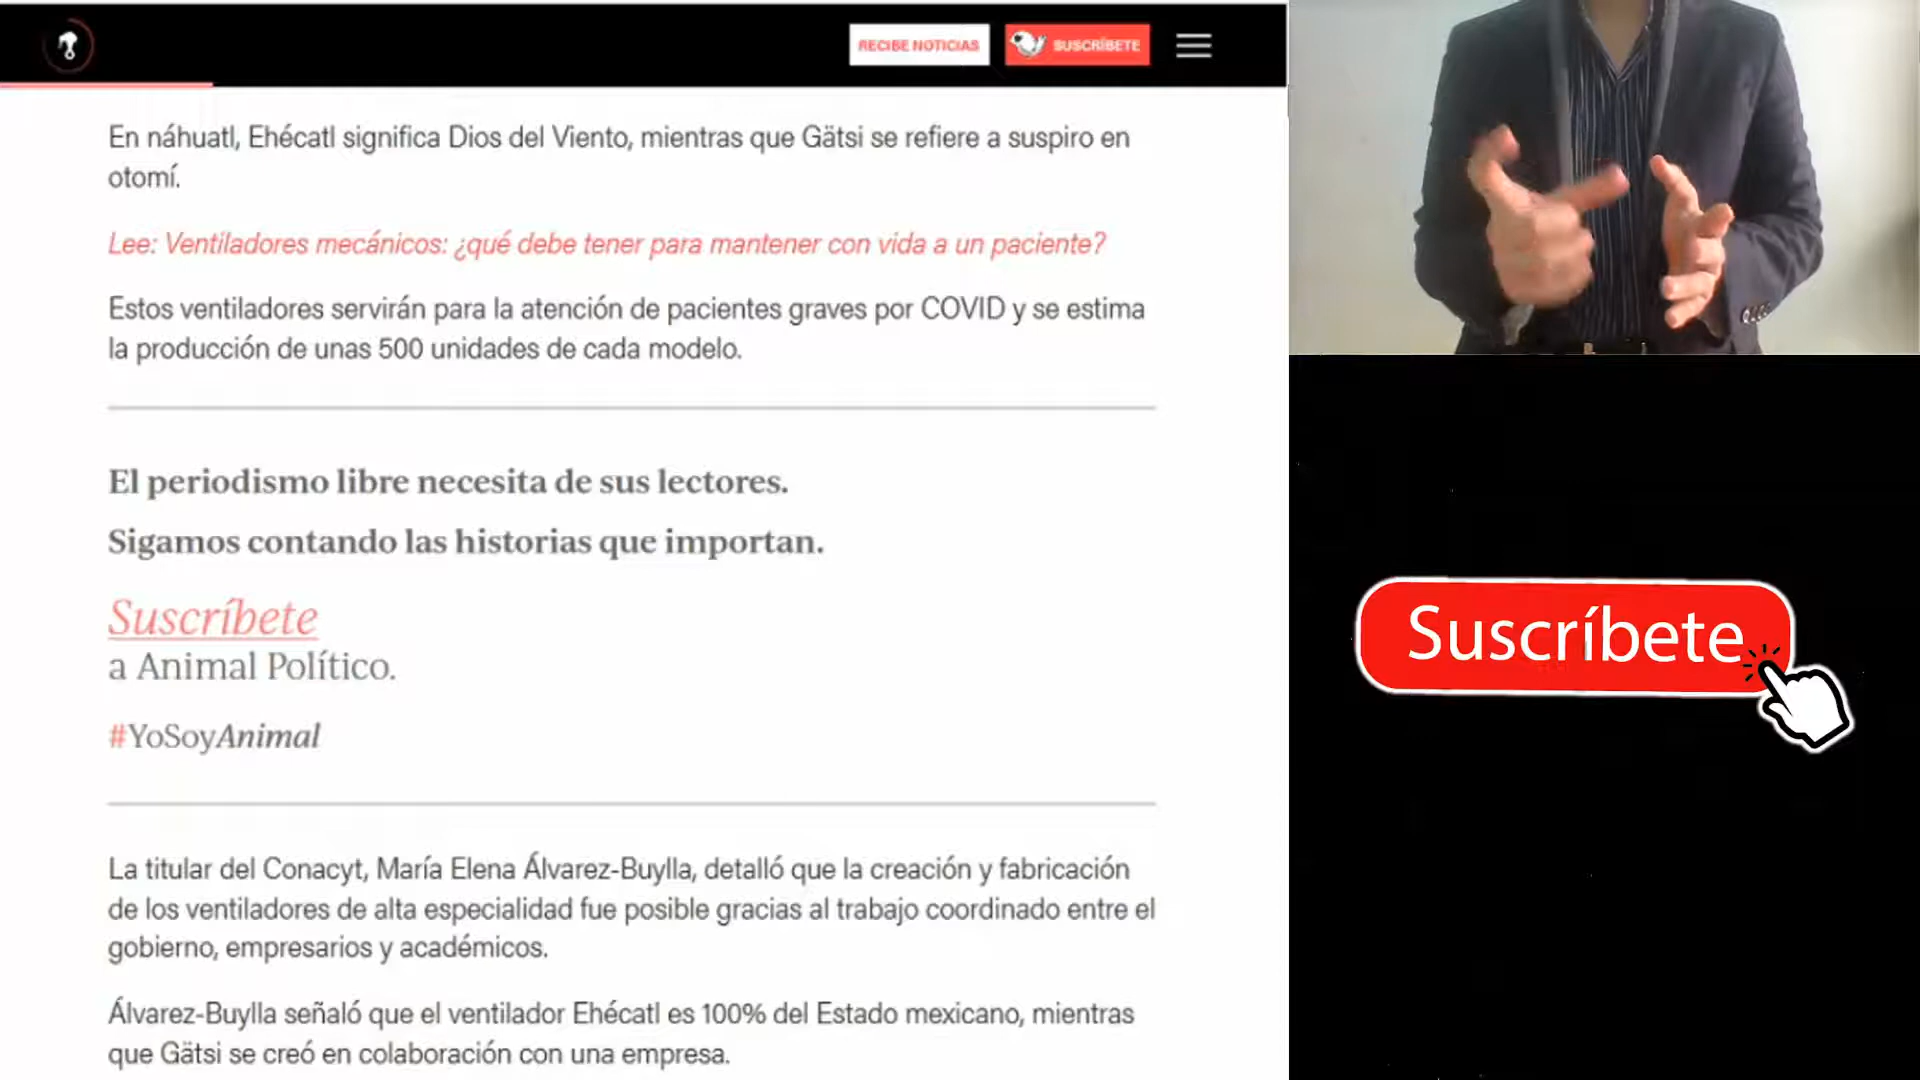 RECIBE NOTICIAS
SUSCRÍBETE
En náhuatl, Ehécatl significa Dios del Viento, mientras que Gätsi se refiere a suspiro en
otomí.
Lee: Ventiladores mecánicos: ¿qué debe tener para mantener con vida a un paciente?
Estos ventiladores servirán para la atención de pacientes graves por COVID y se estima
la producción de unas 500 unidades de cada modelo.
El periodismo libre necesita de sus lectores.
Sigamos contando las historias que importan.
Suscríbete
a Animal Político.
#YoSoyAnimal
La titular del Conacyt, María Elena Álvarez-Buylla, detalló que la creación y fabricación
de los ventiladores de alta especialidad fue posible gracias al trabajo coordinado entre el
gobierno, empresarios y académicos.
Álvarez-Buylla señaló que el ventilador Ehécatl es 100% del Estado mexicano, mientras
que Gätsi se creó en colaboración con una empresa.
Suscríbete